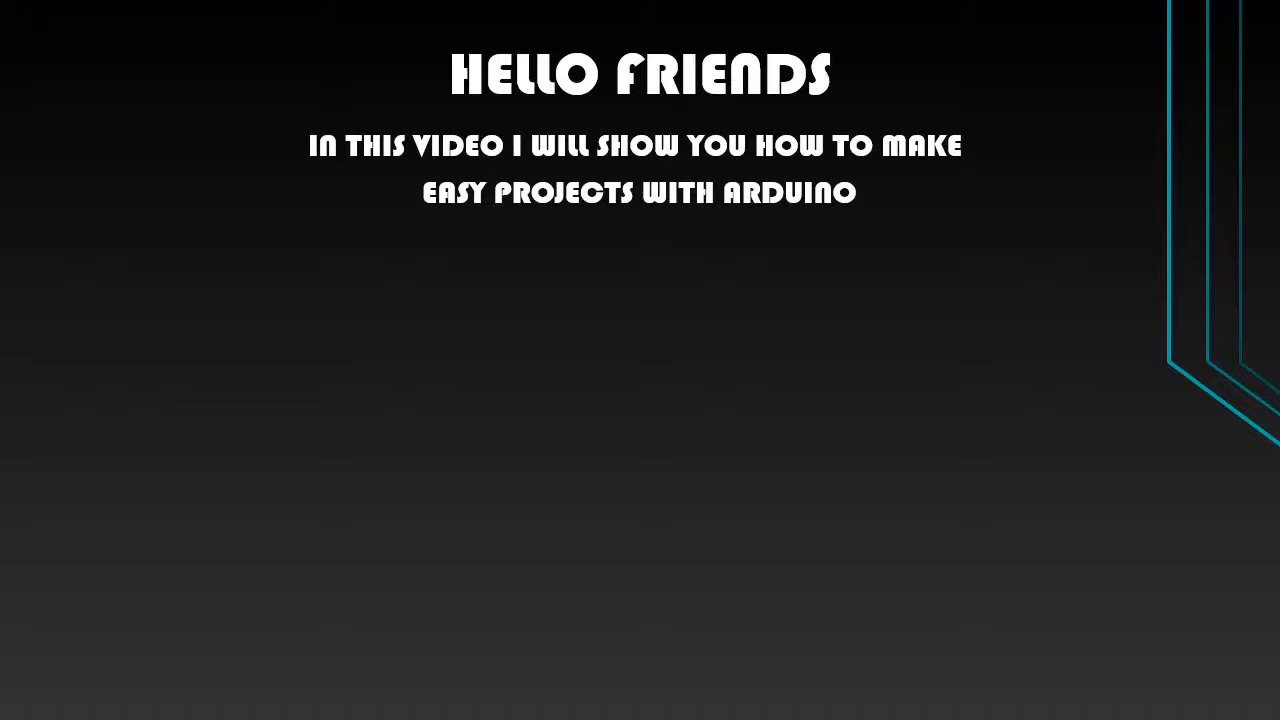 HELLO FRIENDS
IN THIS VIDEO I WILL SHOW YOU HOW TO MAKE
EASY PROJECTS WITH ARDUINO